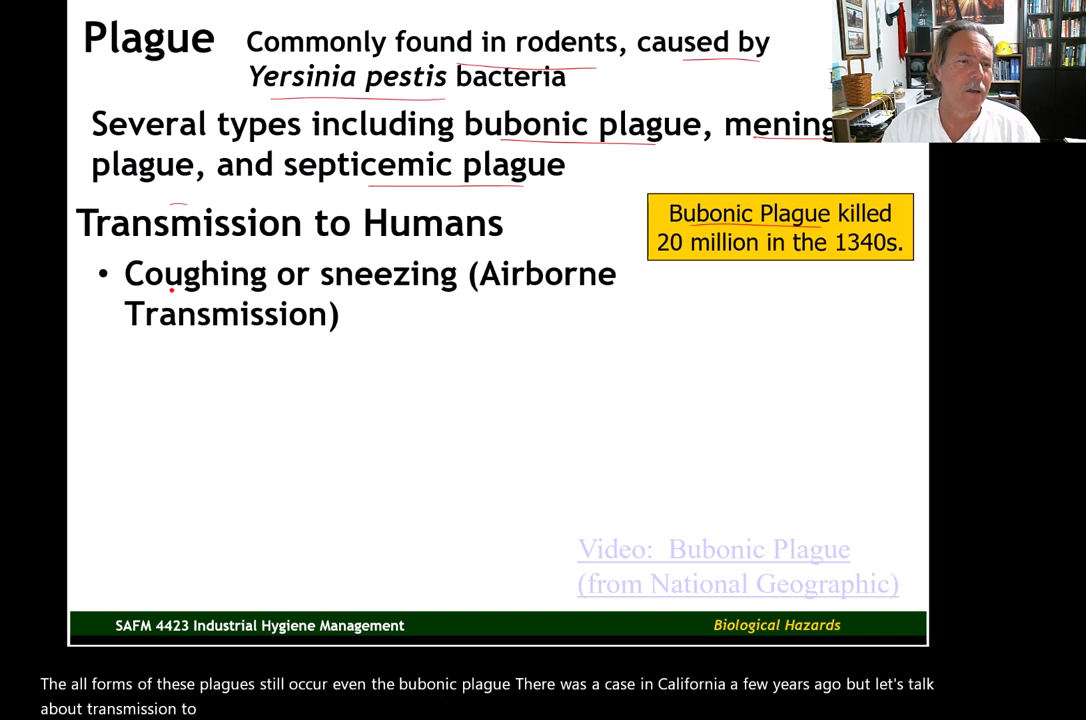 Plague
Commonly found in rodents, caused by
Yersinia pestis bacteria
Several types including bubonic plague,
plague, and septicemic plague
Transmission to Humans
Bubonic Plague killed
20 million in the 1340s.
• Coughing or sneezing (Airborne
Transmission)
Video: Bubonic Plague
(from National Geographic)
SAFM 4423 Industrial Hygiene Management
Biological Hazards
The all forms of these plagues still occur even the bubonic plague There was a case in California a few years ago but let's talk
about transmission to